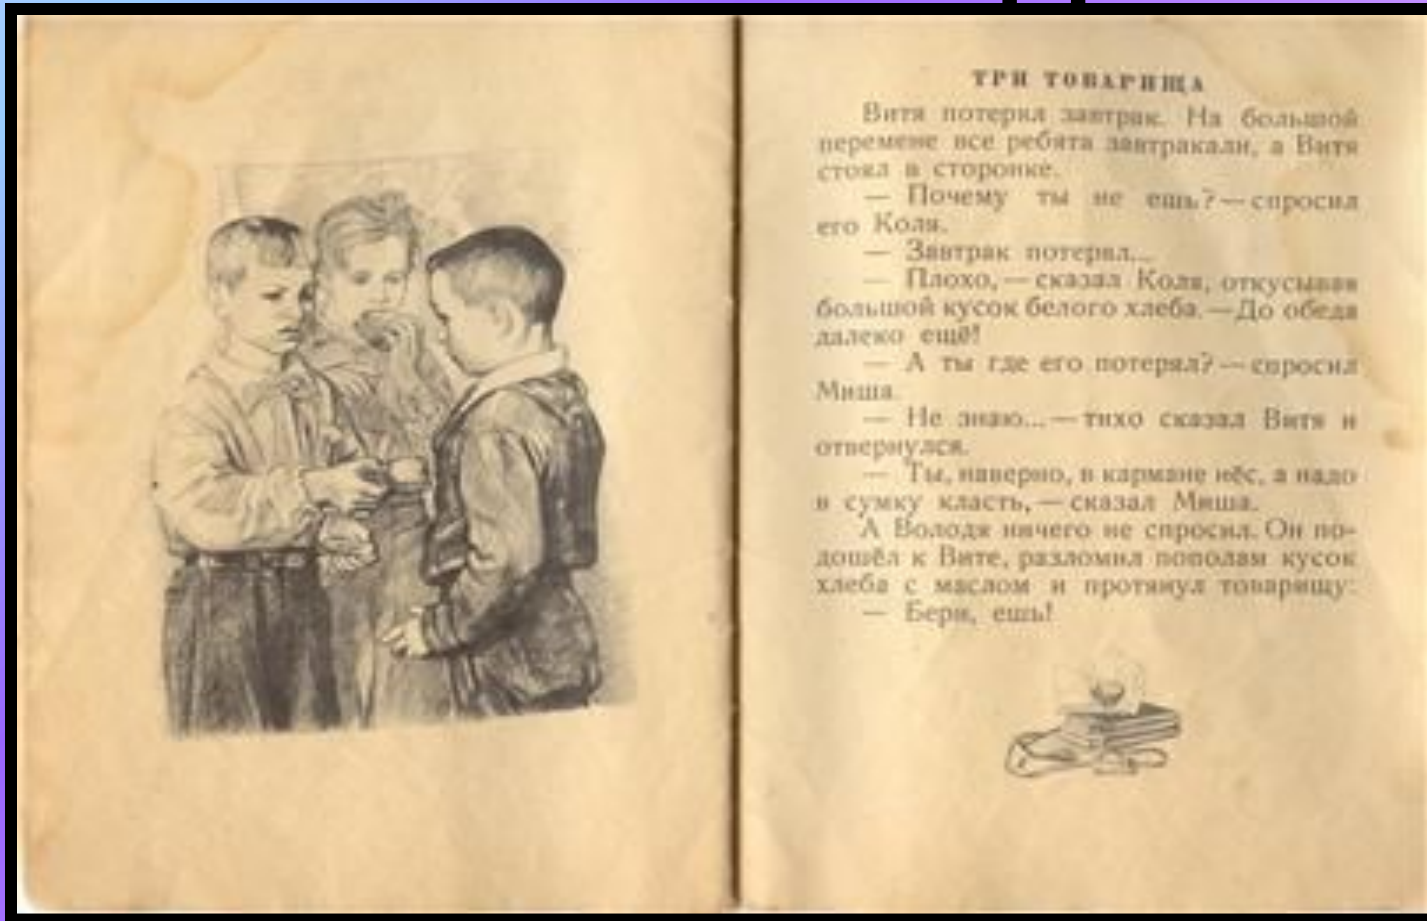 ТРИ ТОВАРИЩА
Витя потерял завтрак. На большой
перемене все ребята завтракали, а Витя
стоял в сторонке.
— Почему ты не ешь? — спросил
его Коля.
— Завтрак потерял...
— Плохо, — сказал Коля, откусывая
большой кусок белого хлеба. — До обеда
далеко ещё!
— А ты где его потерял? — спросил
Миша.
— Не знаю... — тихо сказал Витя и
отвернулся.
— Ты, наверно, в кармане нёс, а надо
в сумку класть, — сказал Миша.
А Володя ничего не спросил. Он по-
дошёл к Вите, разломил пополам кусок
хлеба с маслом и протянул товарищу:
— Бери, ешь!